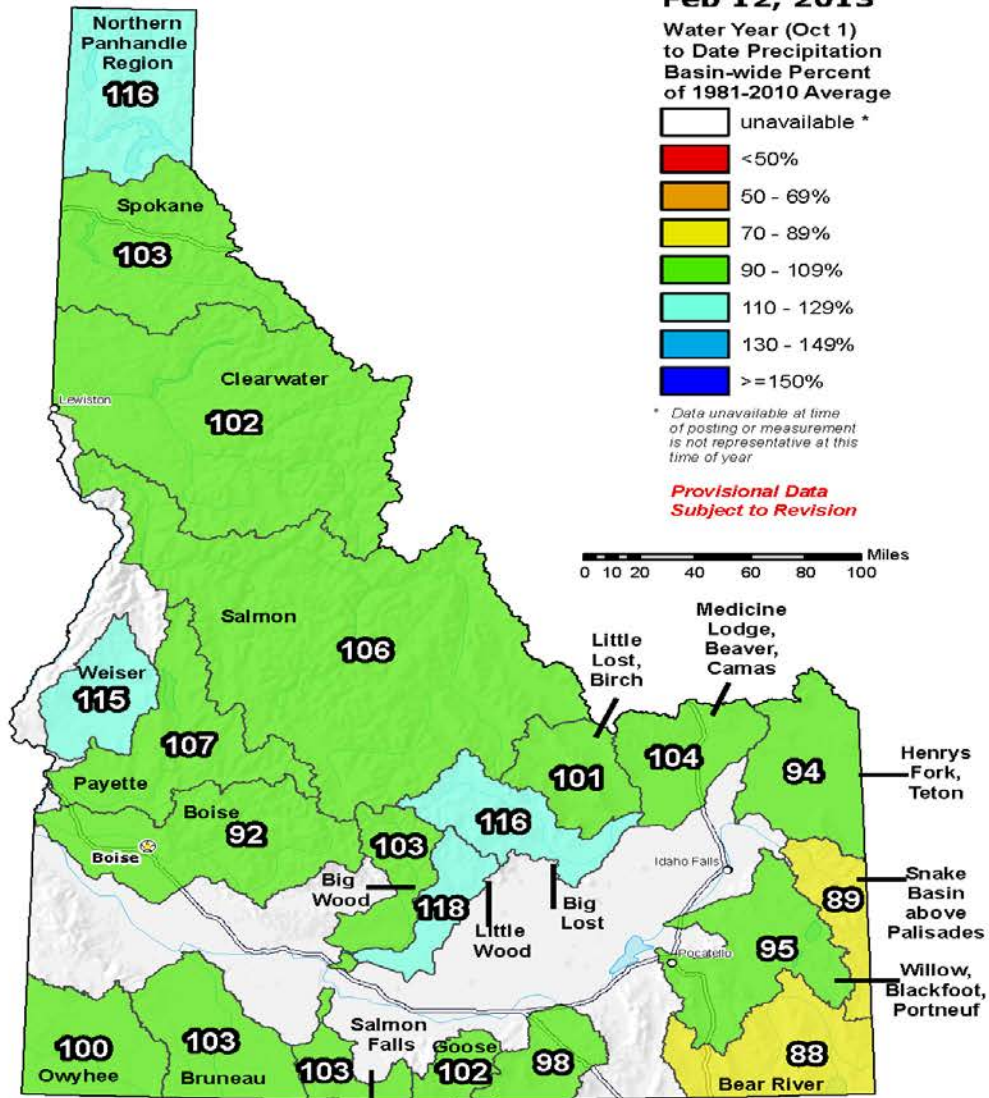 Feb 12, 2013
Water Year (Oct 1)
to Date Precipitation
Basin-wide Percent
of 1981-2010 Average
unavailable *
<50%
50 - 69%
70 - 89%
90 - 109%
110 - 129%
130 - 149%
>=150%
* Data unavailable at time
of posting or measurement
is not representative at this
time of year
Provisional Data
Subject to Revision
Miles
0 10 20 40 60 80 100
Northern
Panhandle
Region
116
Spokane
103
Clearwater
102
Lewiston
Salmon
106
Weiser
115
107
Payette
Boise
92
Boise
Little
Lost,
Birch
101
Medicine
Lodge,
Beaver,
Camas
104
94
Henrys
Fork,
Teton
103
Big
Wood
116
Big
Lost
118
Little
Wood
Idaho Falls
89
Snake
Basin
above
Palisades
Pocatello
95
Willow,
Blackfoot,
Portneuf
100
Owyhee
103
Bruneau
Salmon
Falls
103
Goose
102
98
88
Bear River